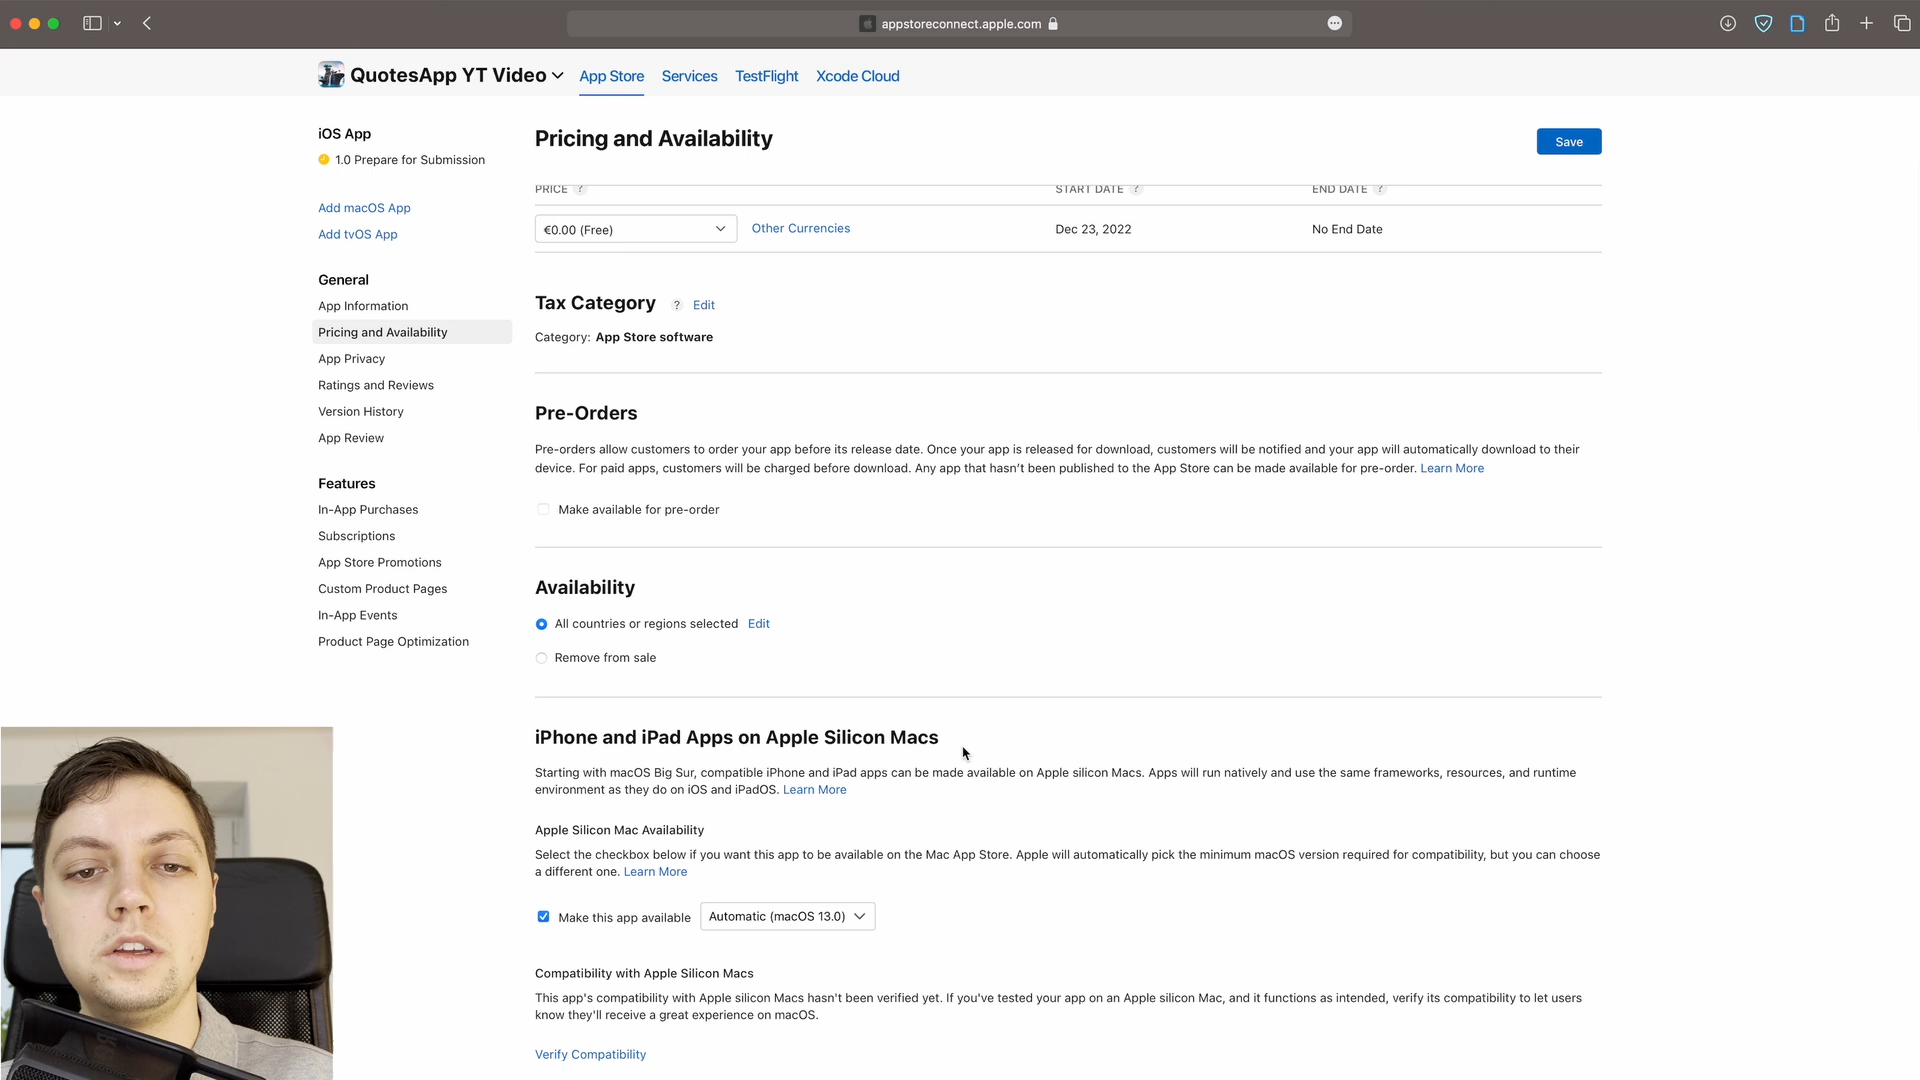 appstoreconnect.apple.com
QuotesApp YT Video
App Store
Services
TestFlight
Xcode Cloud
iOS App
1.0 Prepare for Submission
Add macOS App
Add tvOS App
General
App Information
Pricing and Availability
App Privacy
Ratings and Reviews
Version History
App Review
Features
In-App Purchases
Subscriptions
App Store Promotions
Custom Product Pages
In-App Events
Product Page Optimization
Pricing and Availability
Save
PRICE ?
START DATE ?
END DATE ?
€0.00 (Free)
Other Currencies
Dec 23, 2022
No End Date
Tax Category ? Edit
Category: App Store software
Pre-Orders
Pre-orders allow customers to order your app before its release date. Once your app is released for download, customers will be notified and your app will automatically download to their
device. For paid apps, customers will be charged before download. Any app that hasn’t been published to the App Store can be made available for pre-order. Learn More
Make available for pre-order
Availability
All countries or regions selected Edit
Remove from sale
iPhone and iPad Apps on Apple Silicon Macs
Starting with macOS Big Sur, compatible iPhone and iPad apps can be made available on Apple silicon Macs. Apps will run natively and use the same frameworks, resources, and runtime
environment as they do on iOS and iPadOS. Learn More
Apple Silicon Mac Availability
Select the checkbox below if you want this app to be available on the Mac App Store. Apple will automatically pick the minimum macOS version required for compatibility, but you can choose
a different one. Learn More
Make this app available
Automatic (macOS 13.0)
Compatibility with Apple Silicon Macs
This app's compatibility with Apple silicon Macs hasn't been verified yet. If you've tested your app on an Apple silicon Mac, and it functions as intended, verify its compatibility to let users
know they'll receive a great experience on macOS.
Verify Compatibility